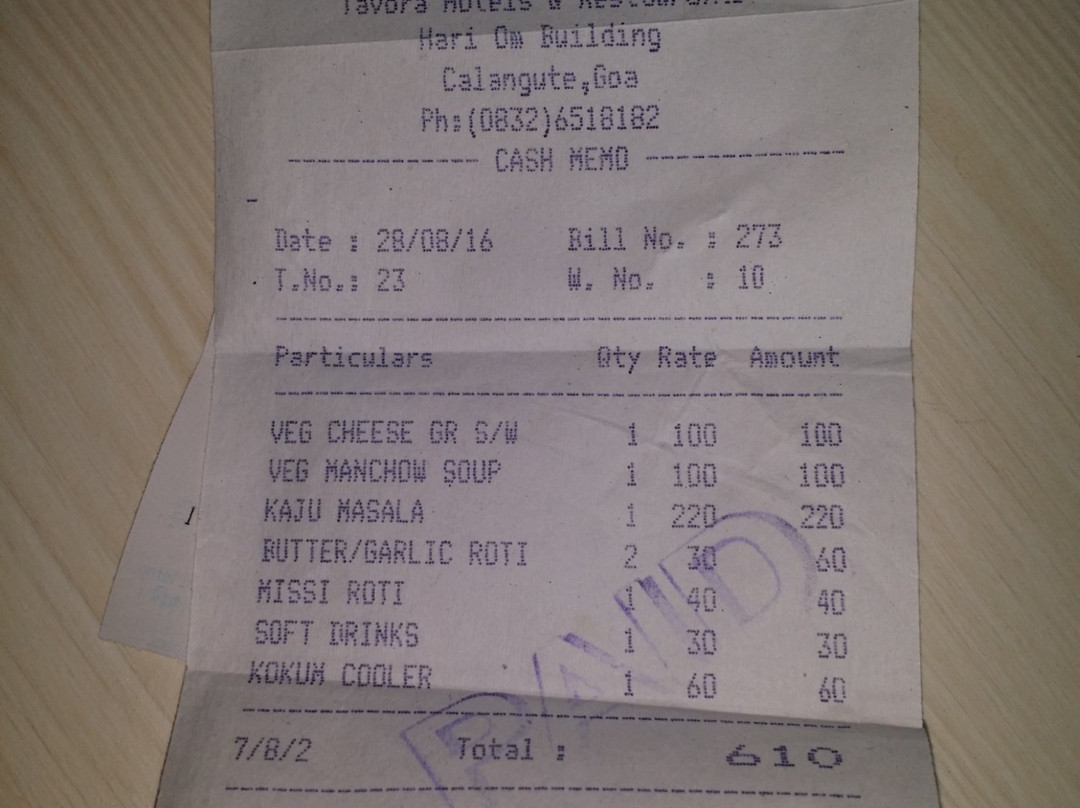 Tavora Hotels & Restaurant
Hari Om Building
Calangute,Goa
Ph:(0832)6518182
CASH MEMO
Date : 28/08/16 Bill No. : 273
T.No.: 23 W. No. : 10
Particulars Qty Rate Amount
VEG CHEESE GR S/W 1 100 100
VEG MANCHOW SOUP 1 100 100
KAJU MASALA 1 220 220
BUTTER/GARLIC ROTI 2 30 60
MISSI ROTI 1 40 40
SOFT DRINKS 1 30 30
KOKUM COOLER 1 60 60
PAID
7/8/2 Total : 610